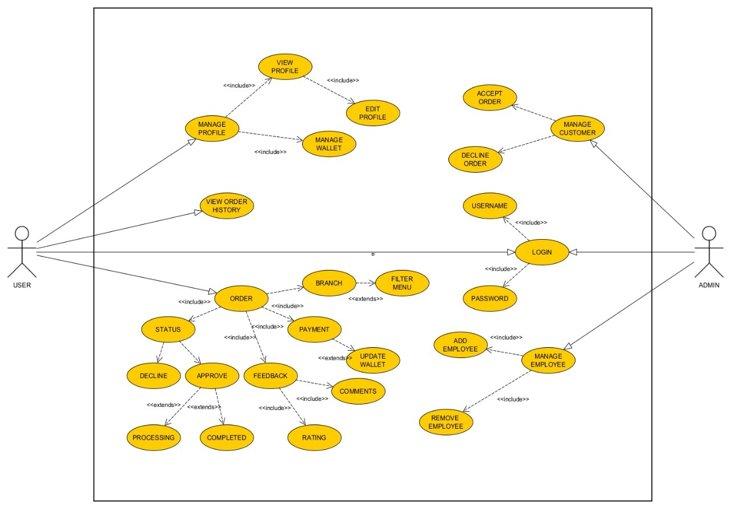 VIEW
PROFILE
<<include>>
<<include>>
EDIT
PROFILE
MANAGE
PROFILE
<<include>>
MANAGE
WALLET
ACCEPT
ORDER
MANAGE
CUSTOMER
DECLINE
ORDER
VIEW ORDER
HISTORY
USERNAME
<<include>>
USER
LOGIN
ADMIN
<<include>>
PASSWORD
BRANCH
<<extends>>
FILTER
MENU
ORDER
<<include>>
<<include>>
<<include>>
<<include>>
STATUS
PAYMENT
<<extends>>
UPDATE
WALLET
DECLINE
APPROVE
FEEDBACK
<<include>>
COMMENTS
<<extends>>
<<extends>>
<<include>>
PROCESSING
COMPLETED
RATING
ADD
EMPLOYEE
<<include>>
MANAGE
EMPLOYEE
<<include>>
REMOVE
EMPLOYEE